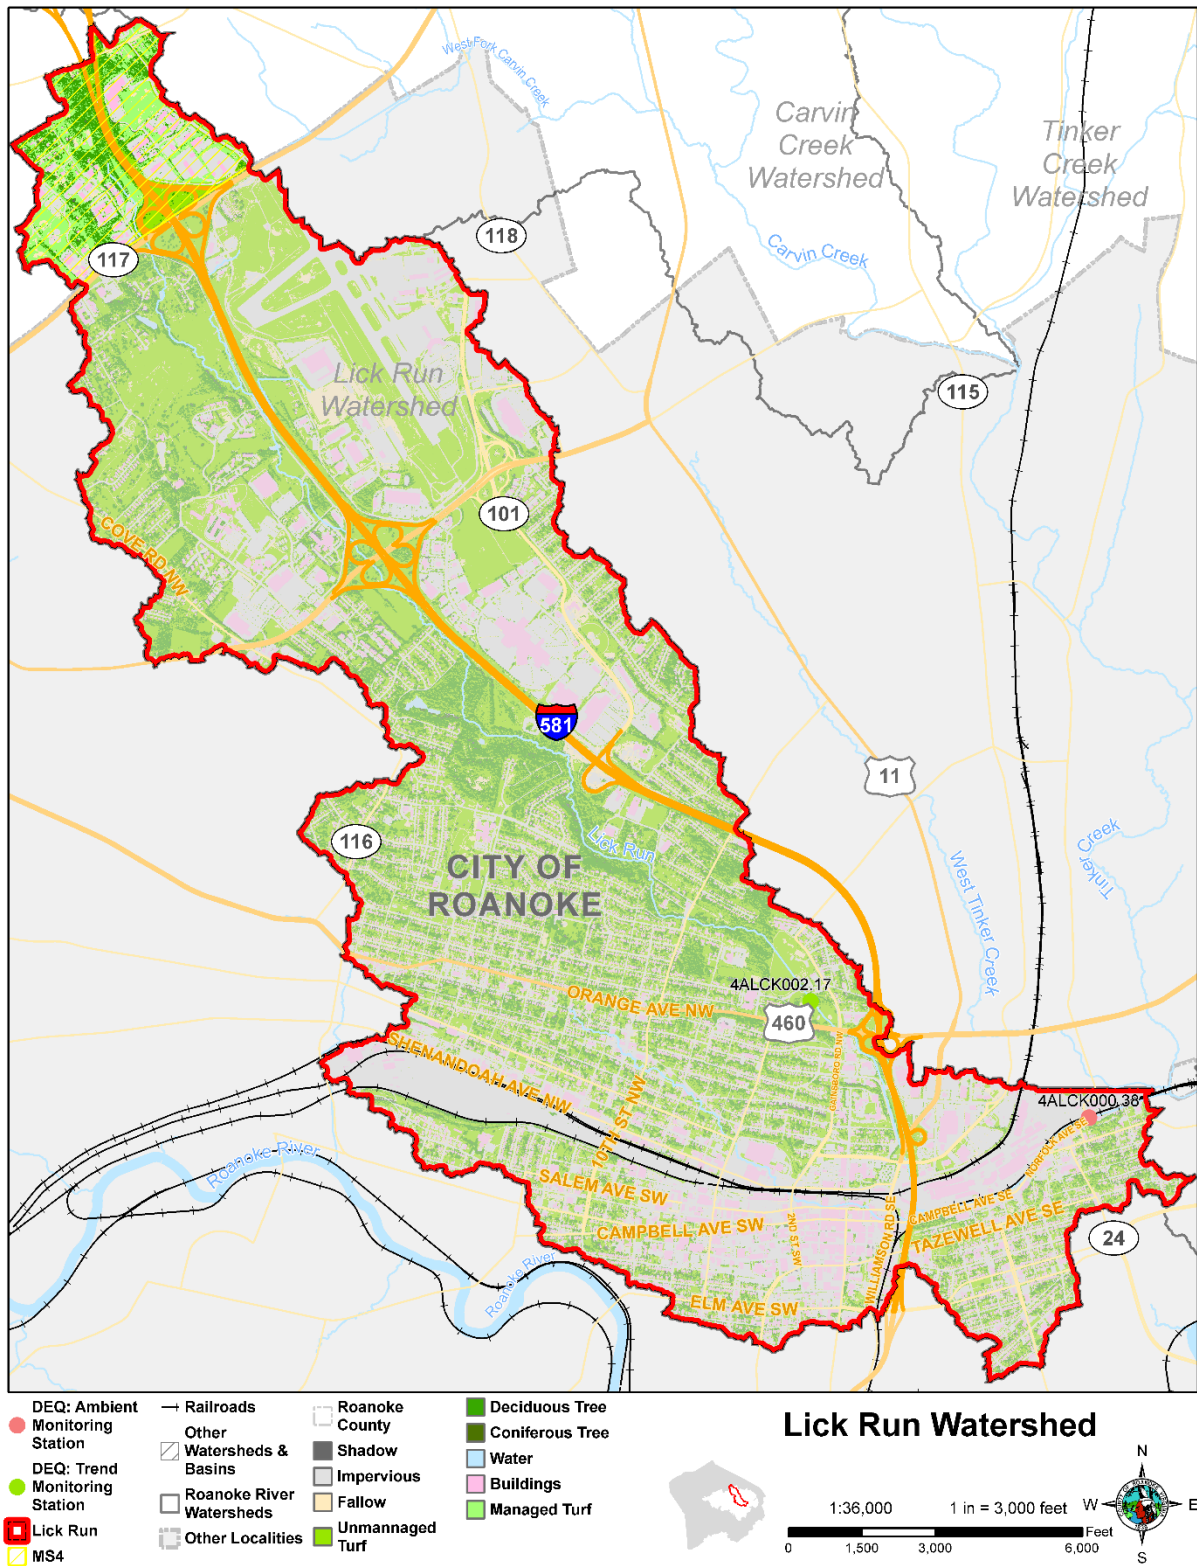 West Fork Carvin Creek
Carvin
Creek
Watershed
Tinker
Creek
Watershed
118
117
Carvin Creek
Lick Run
Watershed
115
101
COVE RD NW
581
11
Lick Run
116
CITY OF
ROANOKE
West Tinker Creek
Tinker Creek
4ALCK002.17
ORANGE AVE NW
460
SHENANDOAH AVE NW
GAINSBORO RD NW
10TH ST NW
4ALCK000.38
NORFOLK AVE SE
Roanoke River
SALEM AVE SW
CAMPBELL AVE SE
CAMPBELL AVE SW
2ND ST SW
WILLIAMSON RD SE
TAZEWELL AVE SE
24
Roanoke River
ELM AVE SW
DEQ: Ambient
Monitoring
Station
DEQ: Trend
Monitoring
Station
Lick Run
MS4
Railroads
Other
Watersheds &
Basins
Roanoke River
Watersheds
Other Localities
Roanoke
County
Shadow
Impervious
Fallow
Unmannaged
Turf
Deciduous Tree
Coniferous Tree
Water
Buildings
Managed Turf
Lick Run Watershed
1:36,000 1 in = 3,000 feet
Feet
0 1,500 3,000 6,000
N
W E
S